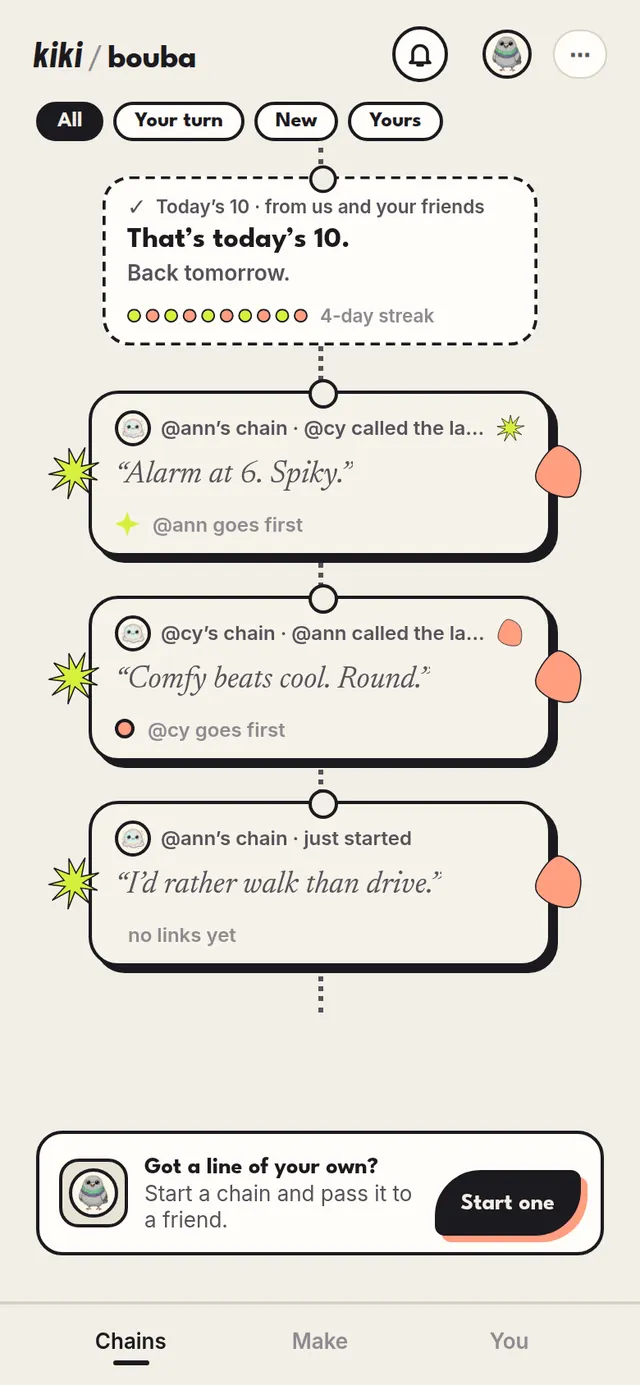 kiki / bouba
All Your turn New Yours
✓ Today’s 10 · from us and your friends
That’s today’s 10.
Back tomorrow.
4-day streak
@ann’s chain · @cy called the la…
“Alarm at 6. Spiky.”
@ann goes first
@cy’s chain · @ann called the la…
“Comfy beats cool. Round.”
@cy goes first
@ann’s chain · just started
“I’d rather walk than drive.”
no links yet
Got a line of your own?
Start a chain and pass it to
a friend.
Start one
Chains Make You